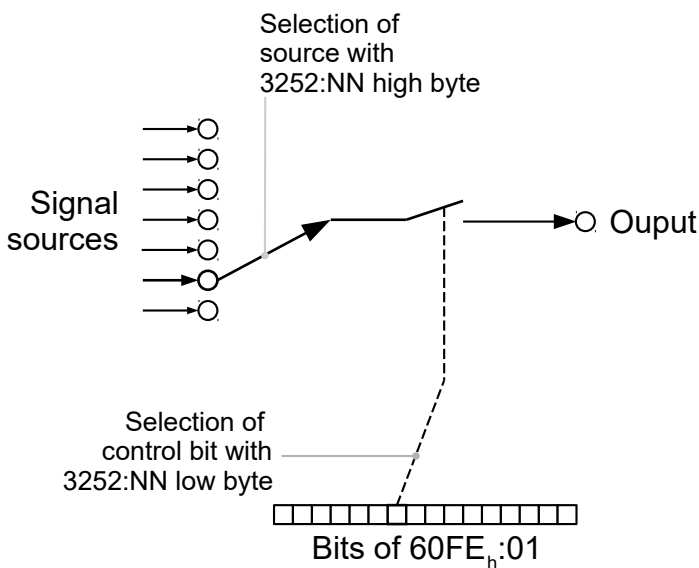 Selection of
source with
3252:NN high byte
Signal
sources
Ouput
Selection of
control bit with
3252:NN low byte
Bits of 60FEh:01